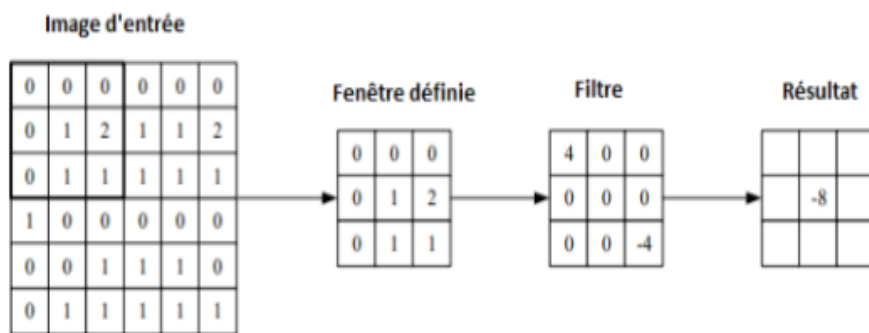 Image d'entrée
0 0 0 0 0 0
0 1 2 1 1 2
0 1 1 1 1 1
1 0 0 0 0 0
0 0 1 1 1 0
0 1 1 1 1 1
Fenêtre définie
0 0 0
0 1 2
0 1 1
Filtre
4 0 0
0 0 0
0 0 -4
Résultat
-8